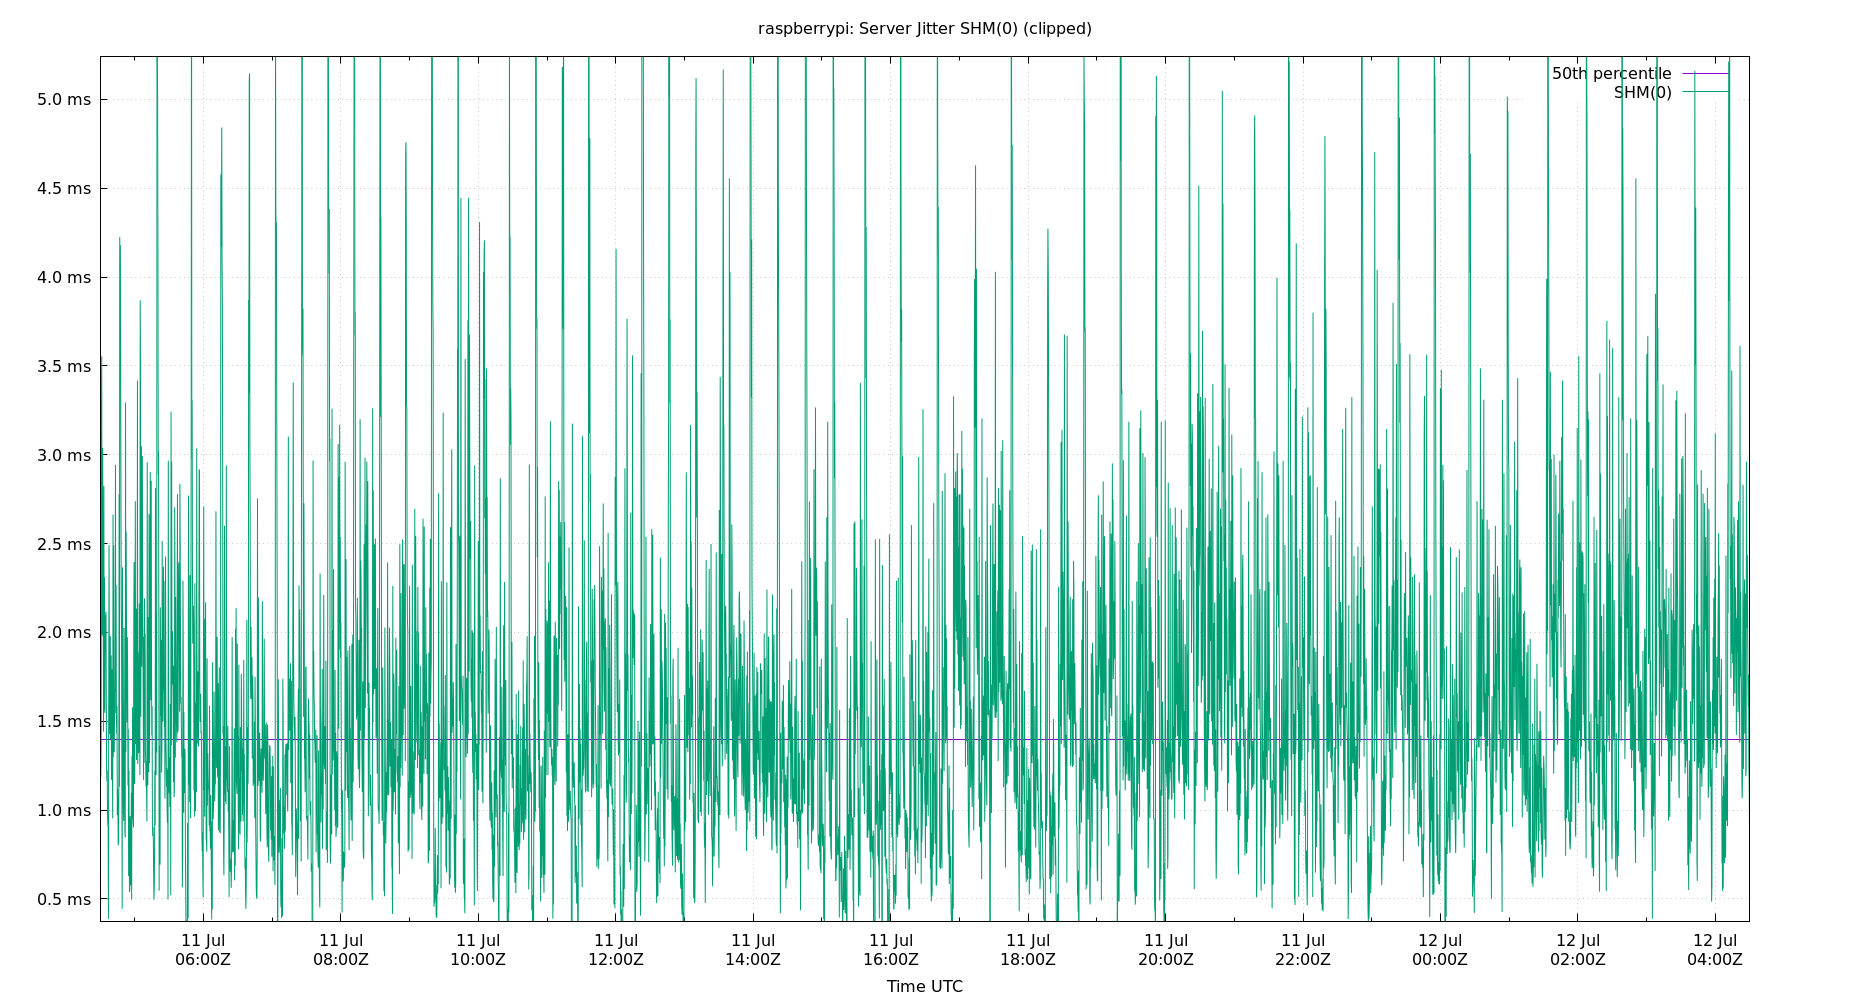 raspberrypi: Server Jitter SHM(0) (clipped)
50th percentile
SHM(0)
5.0 ms
4.5 ms
4.0 ms
3.5 ms
3.0 ms
2.5 ms
2.0 ms
1.5 ms
1.0 ms
0.5 ms
11 Jul 11 Jul 11 Jul 11 Jul 11 Jul 11 Jul 11 Jul 11 Jul 11 Jul 12 Jul 12 Jul 12 Jul
06:00Z 08:00Z 10:00Z 12:00Z 14:00Z 16:00Z 18:00Z 20:00Z 22:00Z 00:00Z 02:00Z 04:00Z
Time UTC